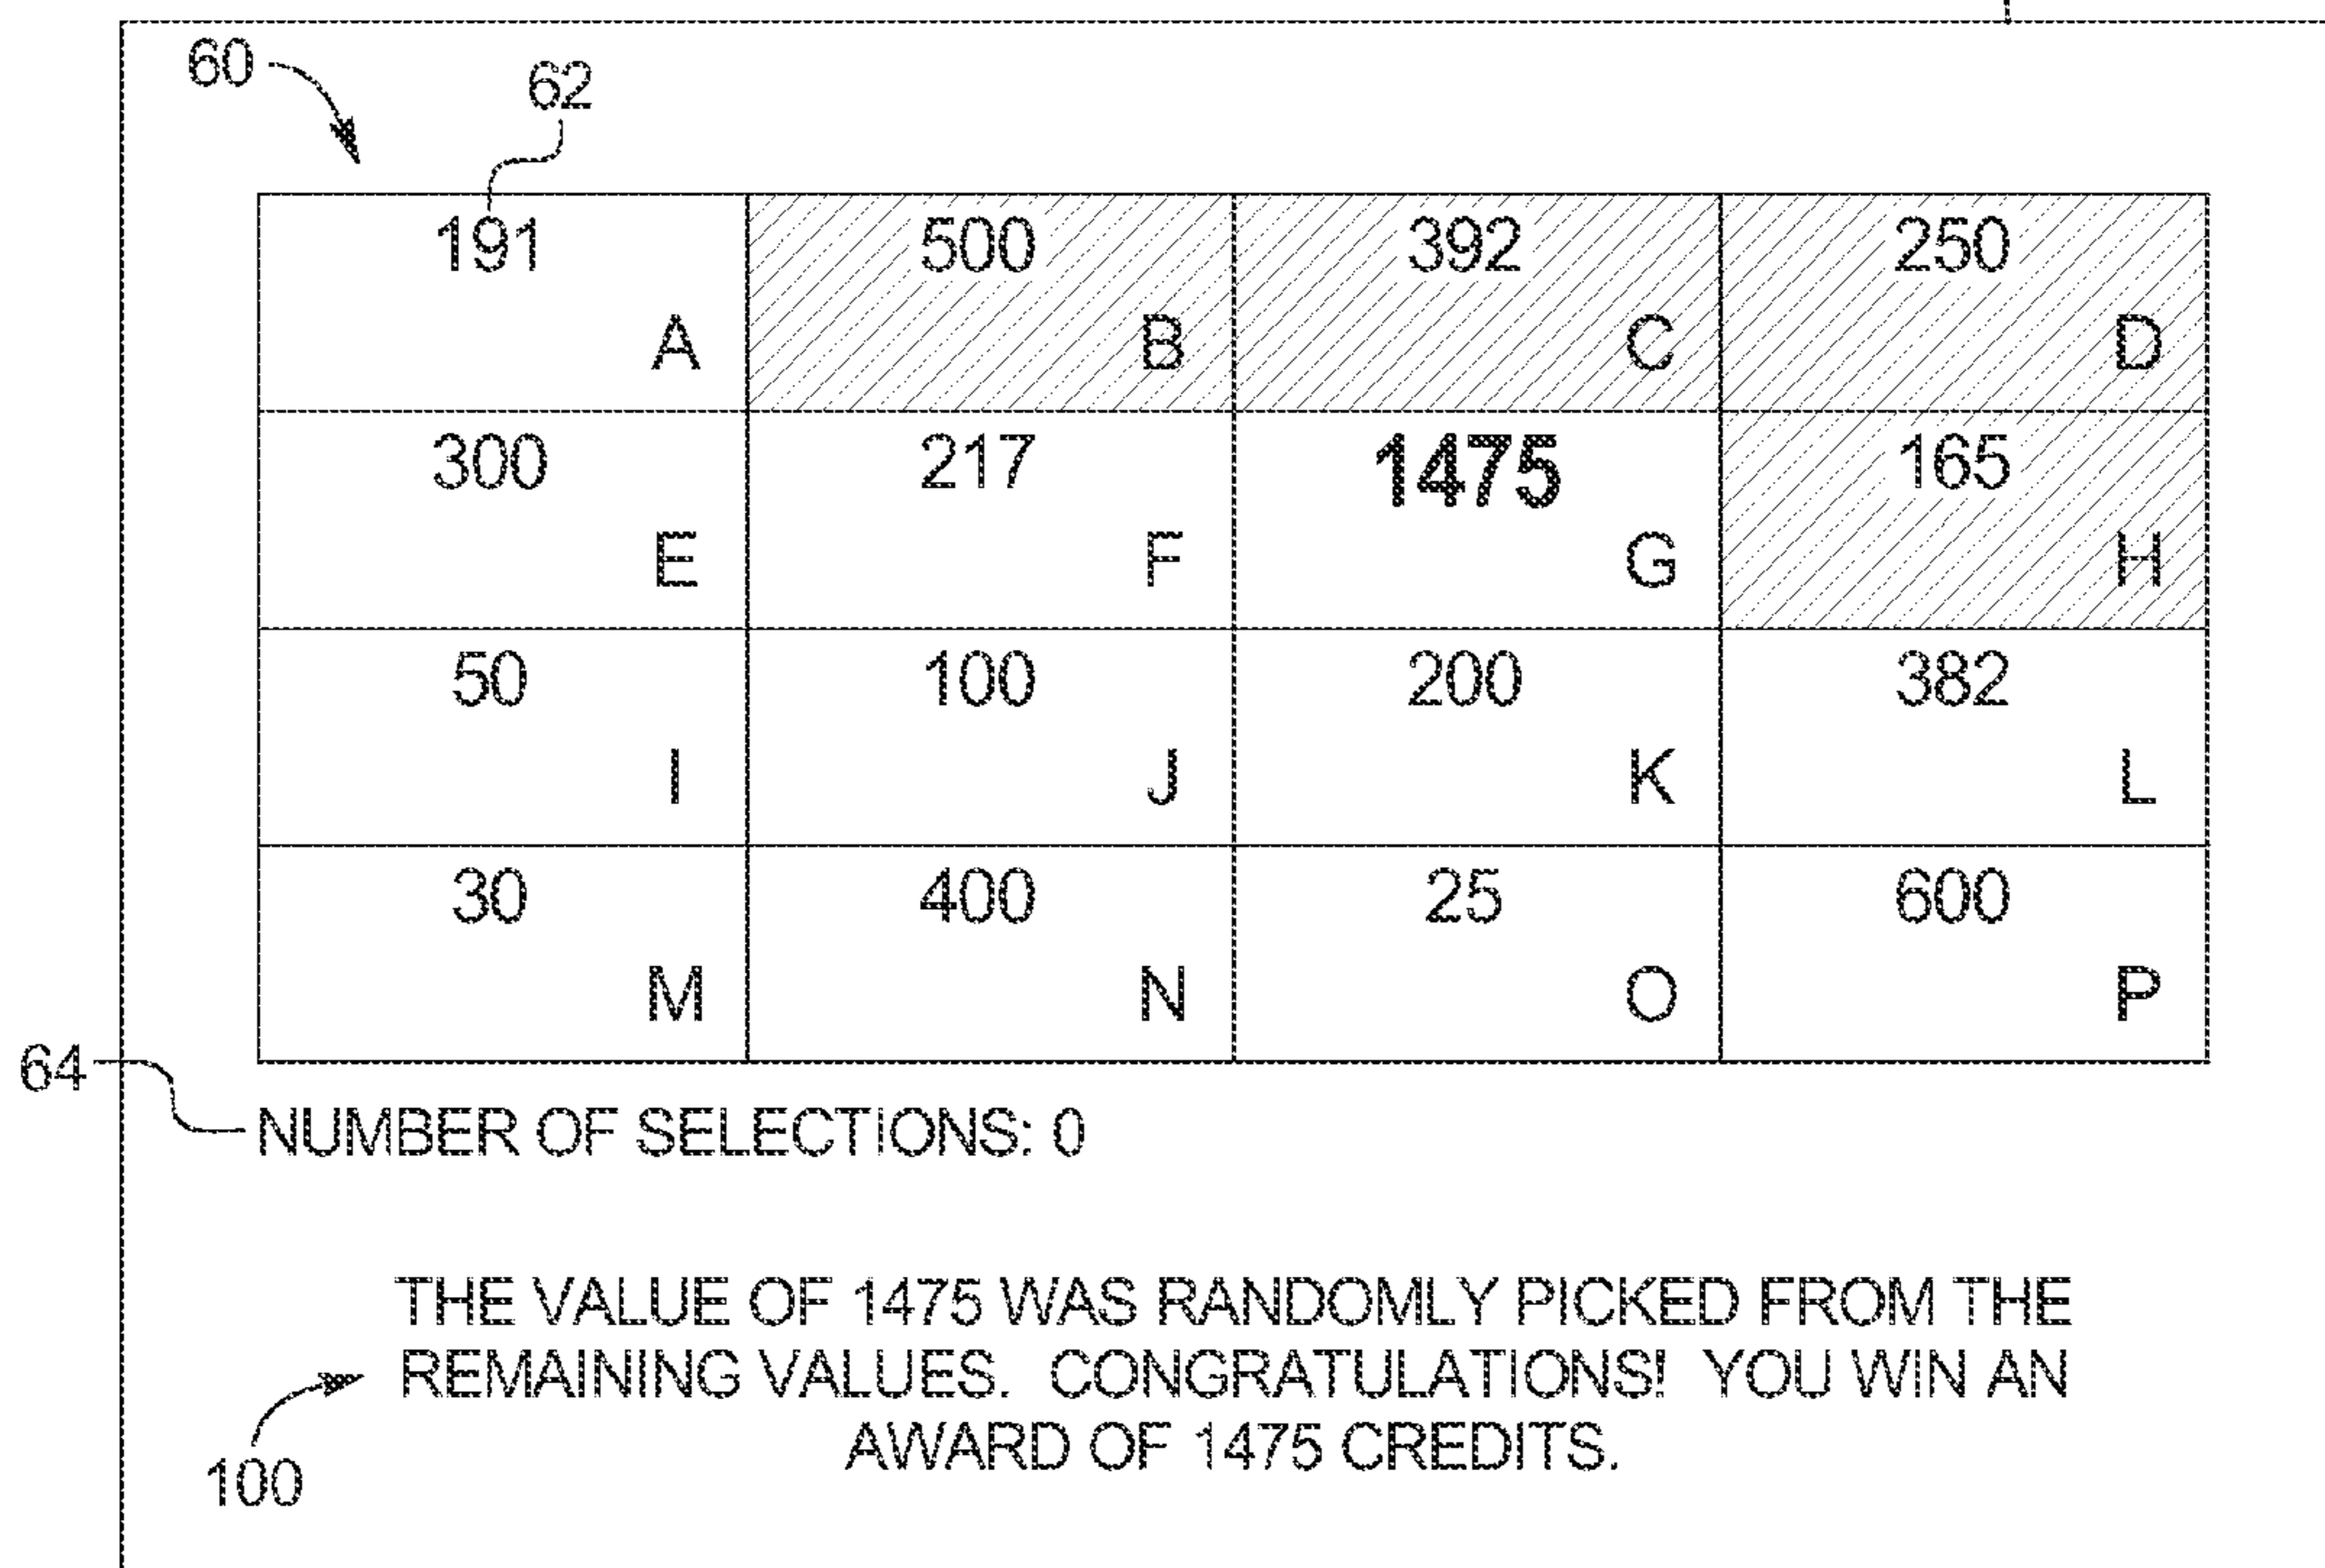 60
62
191 500 392 250
A B C D
300 217 1475 165
E F G H
50 100 200 382
I J K L
30 400 25 600
M N O P
64
NUMBER OF SELECTIONS: 0
THE VALUE OF 1475 WAS RANDOMLY PICKED FROM THE
REMAINING VALUES. CONGRATULATIONS! YOU WIN AN
AWARD OF 1475 CREDITS.
100